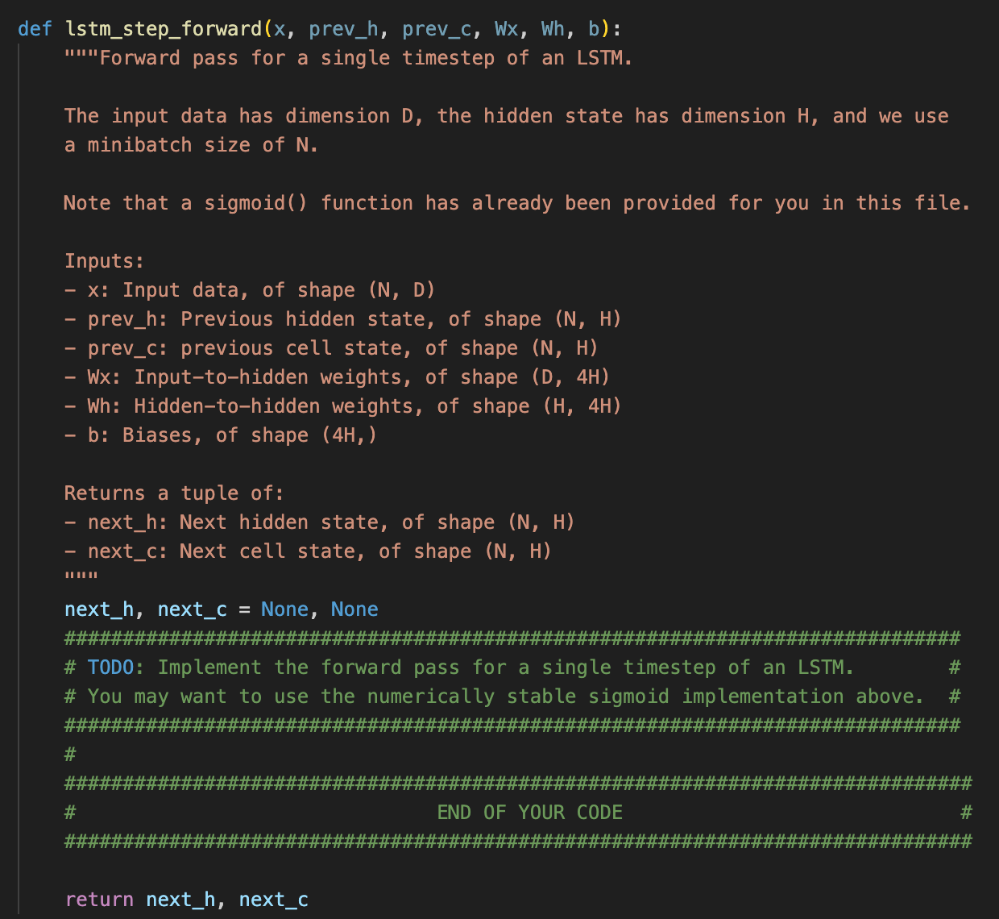 def lstm_step_forward(x, prev_h, prev_c, Wx, Wh, b):
    """Forward pass for a single timestep of an LSTM.

    The input data has dimension D, the hidden state has dimension H, and we use
    a minibatch size of N.

    Note that a sigmoid() function has already been provided for you in this file.

    Inputs:
    - x: Input data, of shape (N, D)
    - prev_h: Previous hidden state, of shape (N, H)
    - prev_c: previous cell state, of shape (N, H)
    - Wx: Input-to-hidden weights, of shape (D, 4H)
    - Wh: Hidden-to-hidden weights, of shape (H, 4H)
    - b: Biases, of shape (4H,)

    Returns a tuple of:
    - next_h: Next hidden state, of shape (N, H)
    - next_c: Next cell state, of shape (N, H)
    """
    next_h, next_c = None, None
    #############################################################################
    # TODO: Implement the forward pass for a single timestep of an LSTM.        #
    # You may want to use the numerically stable sigmoid implementation above.  #
    #############################################################################
    #
    ##############################################################################
    #                               END OF YOUR CODE                             #
    ##############################################################################

    return next_h, next_c